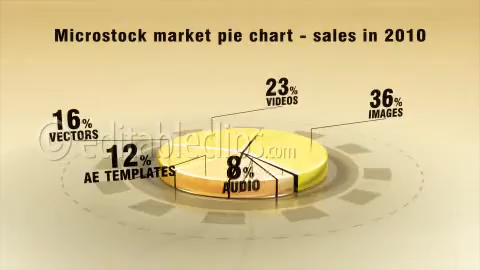 Microstock market pie chart - sales in 2010
23%
VIDEOS
36%
IMAGES
16%
VECTORS
© editableclips.com
12%
AE TEMPLATES
8%
AUDIO